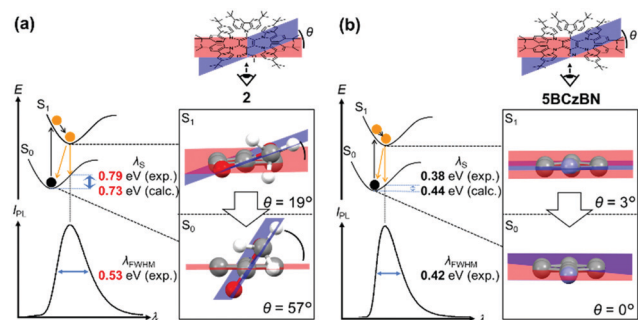 (a)
θ
2
E
S1
S0
λS
0.79 eV (exp.)
0.73 eV (calc.)
S1
θ = 19°
S0
θ = 57°
IPL
λFWHM
0.53 eV (exp.)
λ
(b)
θ
5BCzBN
E
S1
S0
λS
0.38 eV (exp.)
0.44 eV (calc.)
S1
θ = 3°
S0
θ = 0°
IPL
λFWHM
0.42 eV (exp.)
λ